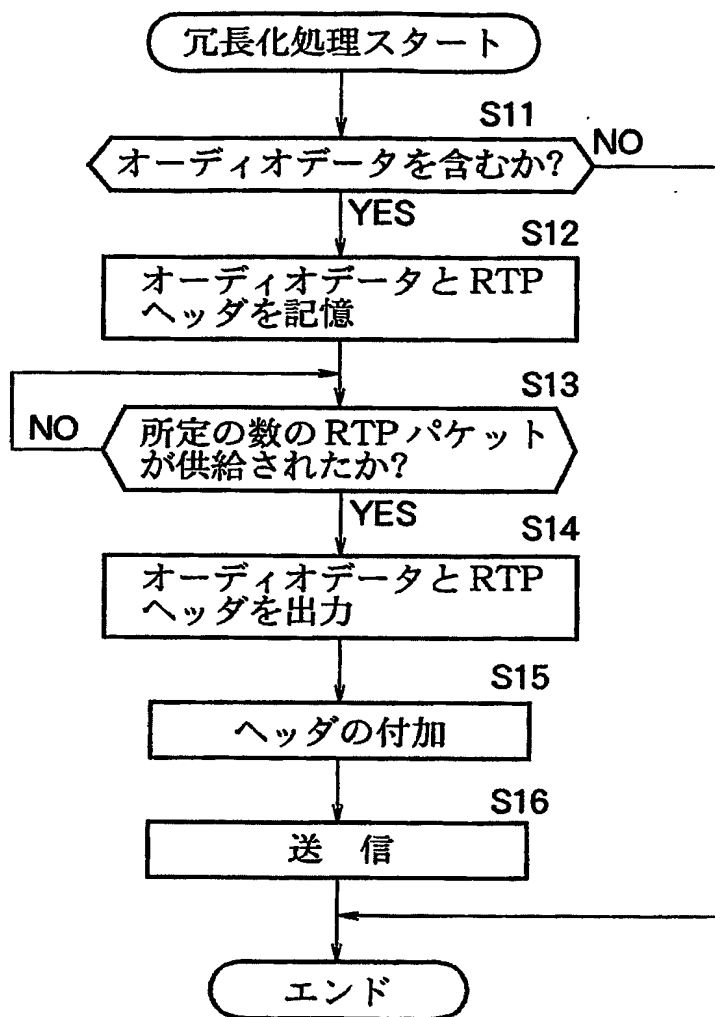 冗長化処理スタート
S11
オーディオデータを含むか?
NO
YES
S12
オーディオデータとRTP
ヘッダを記憶
S13
NO
所定の数のRTPパケット
が供給されたか?
YES
S14
オーディオデータとRTP
ヘッダを出力
S15
ヘッダの付加
S16
送 信
エンド